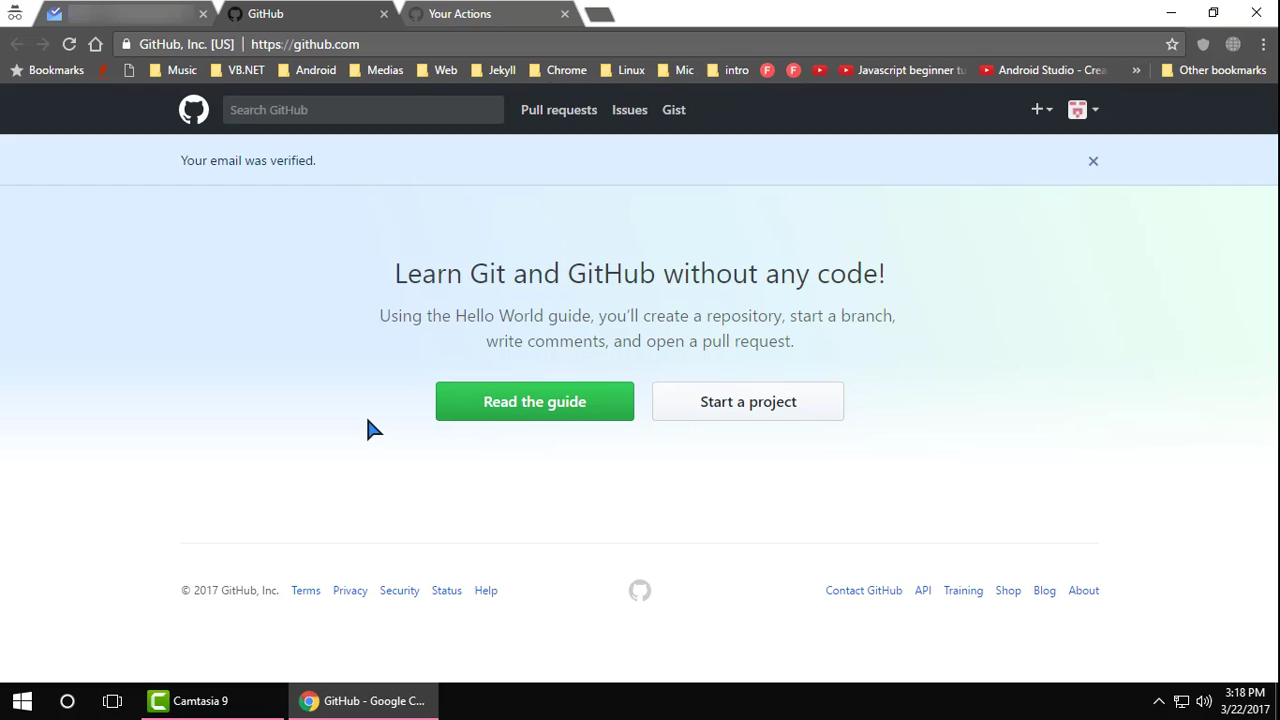 GitHub
Your Actions
GitHub, Inc. [US]
https://github.com
Bookmarks
Music
VB.NET
Android
Medias
Web
Jekyll
Chrome
Linux
Mic
intro
F
F
Javascript beginner tu
Android Studio - Crea
»
Other bookmarks
Search GitHub
Pull requests
Issues
Gist
Your email was verified.
Learn Git and GitHub without any code!
Using the Hello World guide, you’ll create a repository, start a branch,
write comments, and open a pull request.
Read the guide
Start a project
© 2017 GitHub, Inc.
Terms
Privacy
Security
Status
Help
Contact GitHub
API
Training
Shop
Blog
About
Camtasia 9
GitHub - Google C...
3:18 PM
3/22/2017